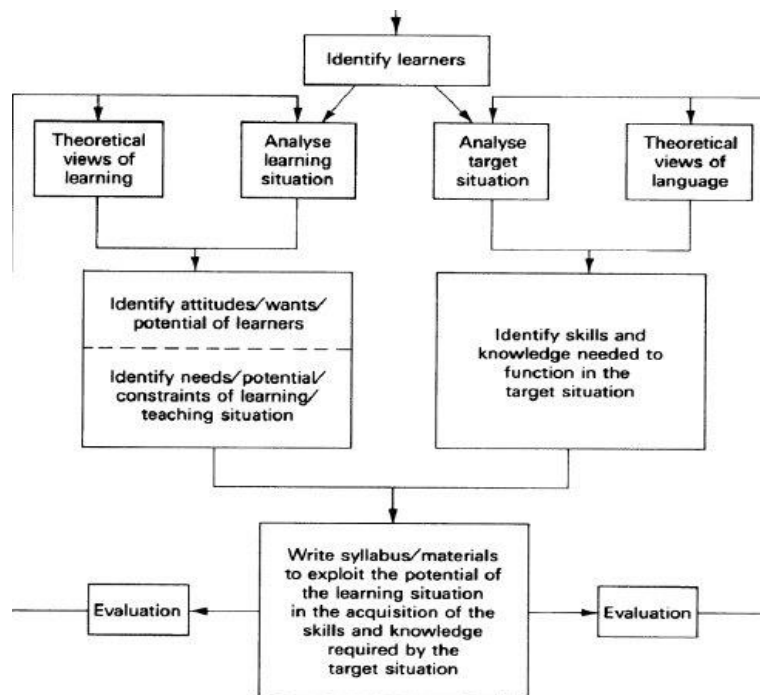 Identify learners
Theoretical
views of
learning
Analyse
learning
situation
Analyse
target
situation
Theoretical
views of
language
Identify attitudes/wants/
potential of learners
Identify needs/potential/
constraints of learning/
teaching situation
Identify skills and
knowledge needed to
function in the
target situation
Write syllabus/materials
to exploit the potential of
the learning situation
in the acquisition of the
skills and knowledge
required by the
target situation
Evaluation
Evaluation